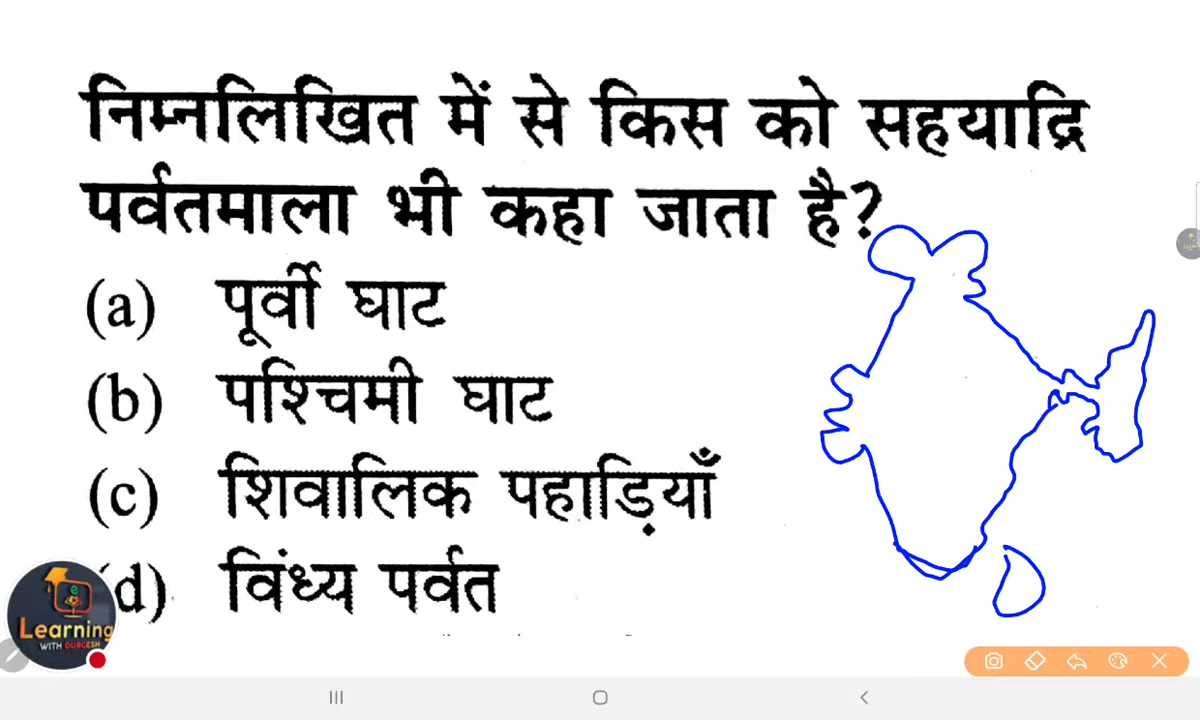 निम्नलिखित में से किस को सहयाद्रि
पर्वतमाला भी कहा जाता है?
(a) पूर्वी घाट
(b) पश्चिमी घाट
(c) शिवालिक पहाड़ियाँ
(d) विंध्य पर्वत
e
Learning
WITH DURGESH